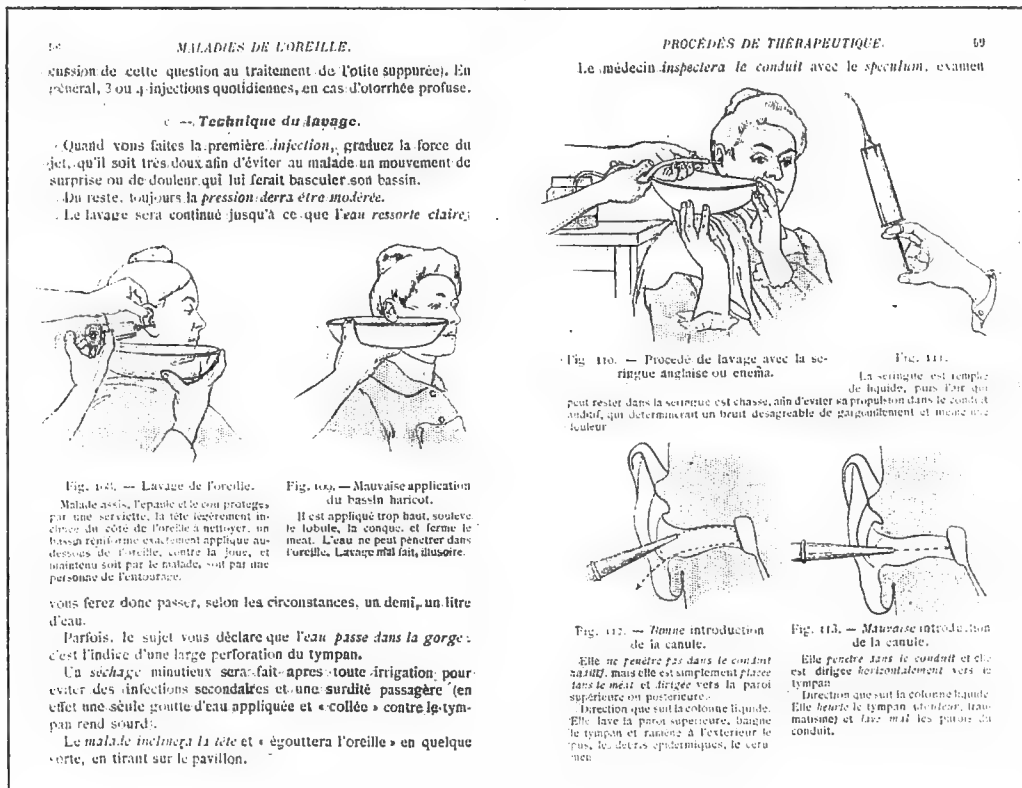 MALADIES DE L'OREILLE.
cussion de cette question au traitement de l'otite suppurée). En
général, 3 ou 4 injections quotidiennes, en cas d'otorrhée profuse.
c — Technique du lavage.
Quand vous faites la première injection, graduez la force du
jet, qu'il soit très doux afin d'éviter au malade un mouvement de
surprise ou de douleur qui lui ferait basculer son bassin.
Du reste, toujours la pression devra être modérée.
Le lavage sera continué jusqu'à ce que l'eau ressorte claire;
Fig. 108. — Lavage de l'oreille.
Malade assis, l'épaule et le cou protégés
par une serviette, la tête légèrement in-
clinée du côté de l'oreille à nettoyer, un
bassin réniforme exactement appliqué au-
dessous de l'oreille, contre la joue, et
maintenu soit par le malade, soit par une
personne de l'entourage.
Fig. 109. — Mauvaise application
du bassin haricot.
Il est appliqué trop haut, soulève
le lobule, la conque, et ferme le
méat. L'eau ne peut pénétrer dans
l'oreille. Lavage mal fait, illusoire.
vous ferez donc passer, selon les circonstances, un demi, un litre
d'eau.
Parfois, le sujet vous déclare que l'eau passe dans la gorge :
c'est l'indice d'une large perforation du tympan.
Un séchage minutieux sera fait après toute irrigation pour
éviter des infections secondaires et une surdité passagère (en
effet une seule goutte d'eau appliquée et « collée » contre le tym-
pan rend sourd).
Le malade inclinera la tête et « égouttera l'oreille » en quelque
sorte, en tirant sur le pavillon.
PROCÉDÉS DE THÉRAPEUTIQUE. 69
Le médecin inspectera le conduit avec le speculum, examen
Fig 110. — Procédé de lavage avec la se-
ringue anglaise ou enema.
Fig. 111.
La seringue est remplie
de liquide, puis l'air qui
peut rester dans la seringue est chassé, afin d'éviter sa propulsion dans le conduit
auditif, qui déterminerait un bruit désagréable de gargouillement et même une
douleur
Fig. 112. — Bonne introduction
de la canule.
Elle ne pénètre pas dans le conduit
auditif, mais elle est simplement placée
dans le méat et dirigée vers la paroi
supérieure ou postérieure.
Direction que suit la colonne liquide.
Elle lave la paroi supérieure, baigne
le tympan et ramène à l'extérieur le
pus, les débris épidermiques, le céru
men
Fig. 113. — Mauvaise introduction
de la canule.
Elle pénètre dans le conduit et elle
est dirigée horizontalement vers le
tympan
Direction que suit la colonne liquide
Elle heurte le tympan (douleur, trau-
matisme) et lave mal les parois du
conduit.